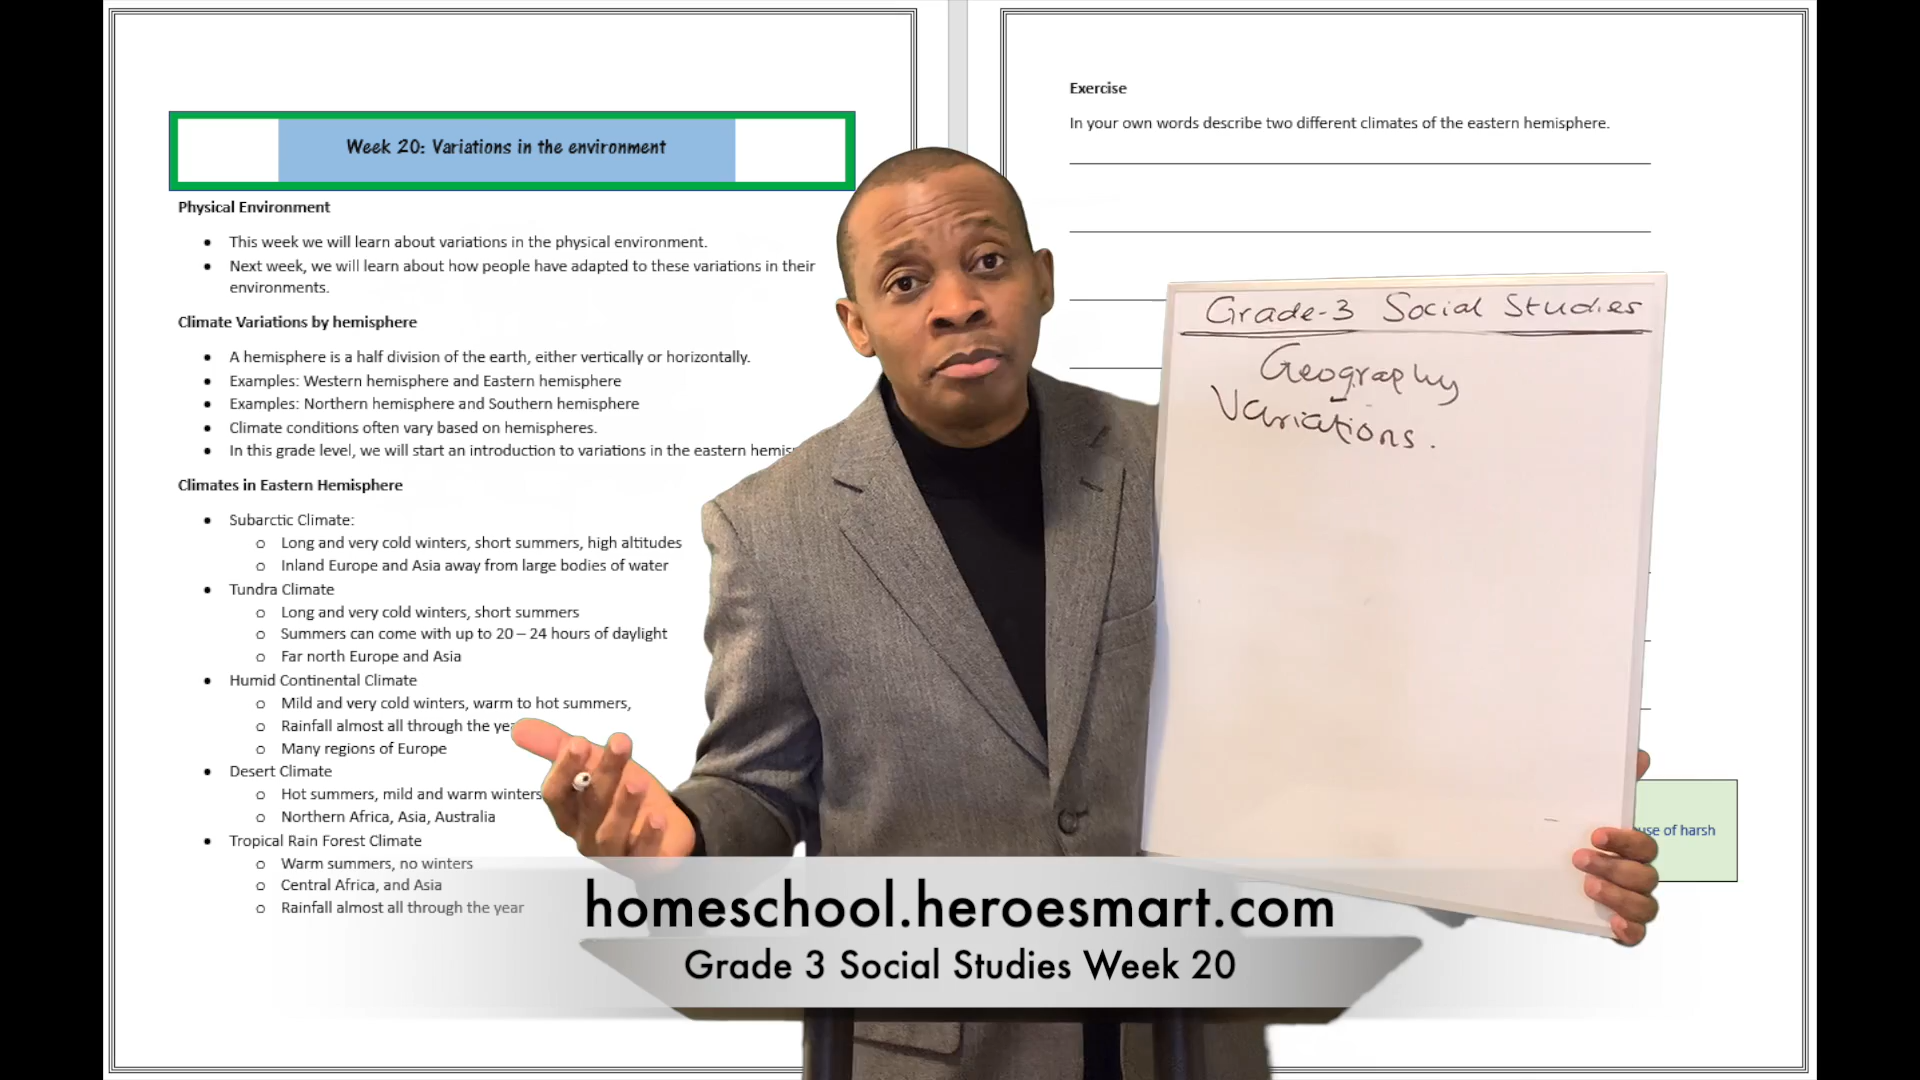 Week 20: Variations in the environment
Physical Environment
• This week we will learn about variations in the physical environment.
• Next week, we will learn about how people have adapted to these variations in their
environments.
Climate Variations by hemisphere
• A hemisphere is a half division of the earth, either vertically or horizontally.
• Examples: Western hemisphere and Eastern hemisphere
• Examples: Northern hemisphere and Southern hemisphere
• Climate conditions often vary based on hemispheres.
• In this grade level, we will start an introduction to variations in the eastern
Climates in Eastern Hemisphere
• Subarctic Climate:
o Long and very cold winters, short summers, high altitudes
o Inland Europe and Asia away from large bodies of water
• Tundra Climate
o Long and very cold winters, short summers
o Summers can come with up to 20 – 24 hours of daylight
o Far north Europe and Asia
• Humid Continental Climate
o Mild and very cold winters, warm to hot summers,
o Rainfall almost all through the
• Desert Climate
o Many regions of Europe
o Hot summers, mild and warm winters
o Northern Africa, Asia, Australia
• Tropical Rain Forest Climate
o Warm summers, no winters
o Central Africa, and Asia
o Rainfall almost all through the year
Exercise
In your own words describe two different climates of the eastern hemisphere.
Grade-3 Social Studies
Geography
Variations.
of harsh
homeschool.heroesmart.com
Grade 3 Social Studies Week 20